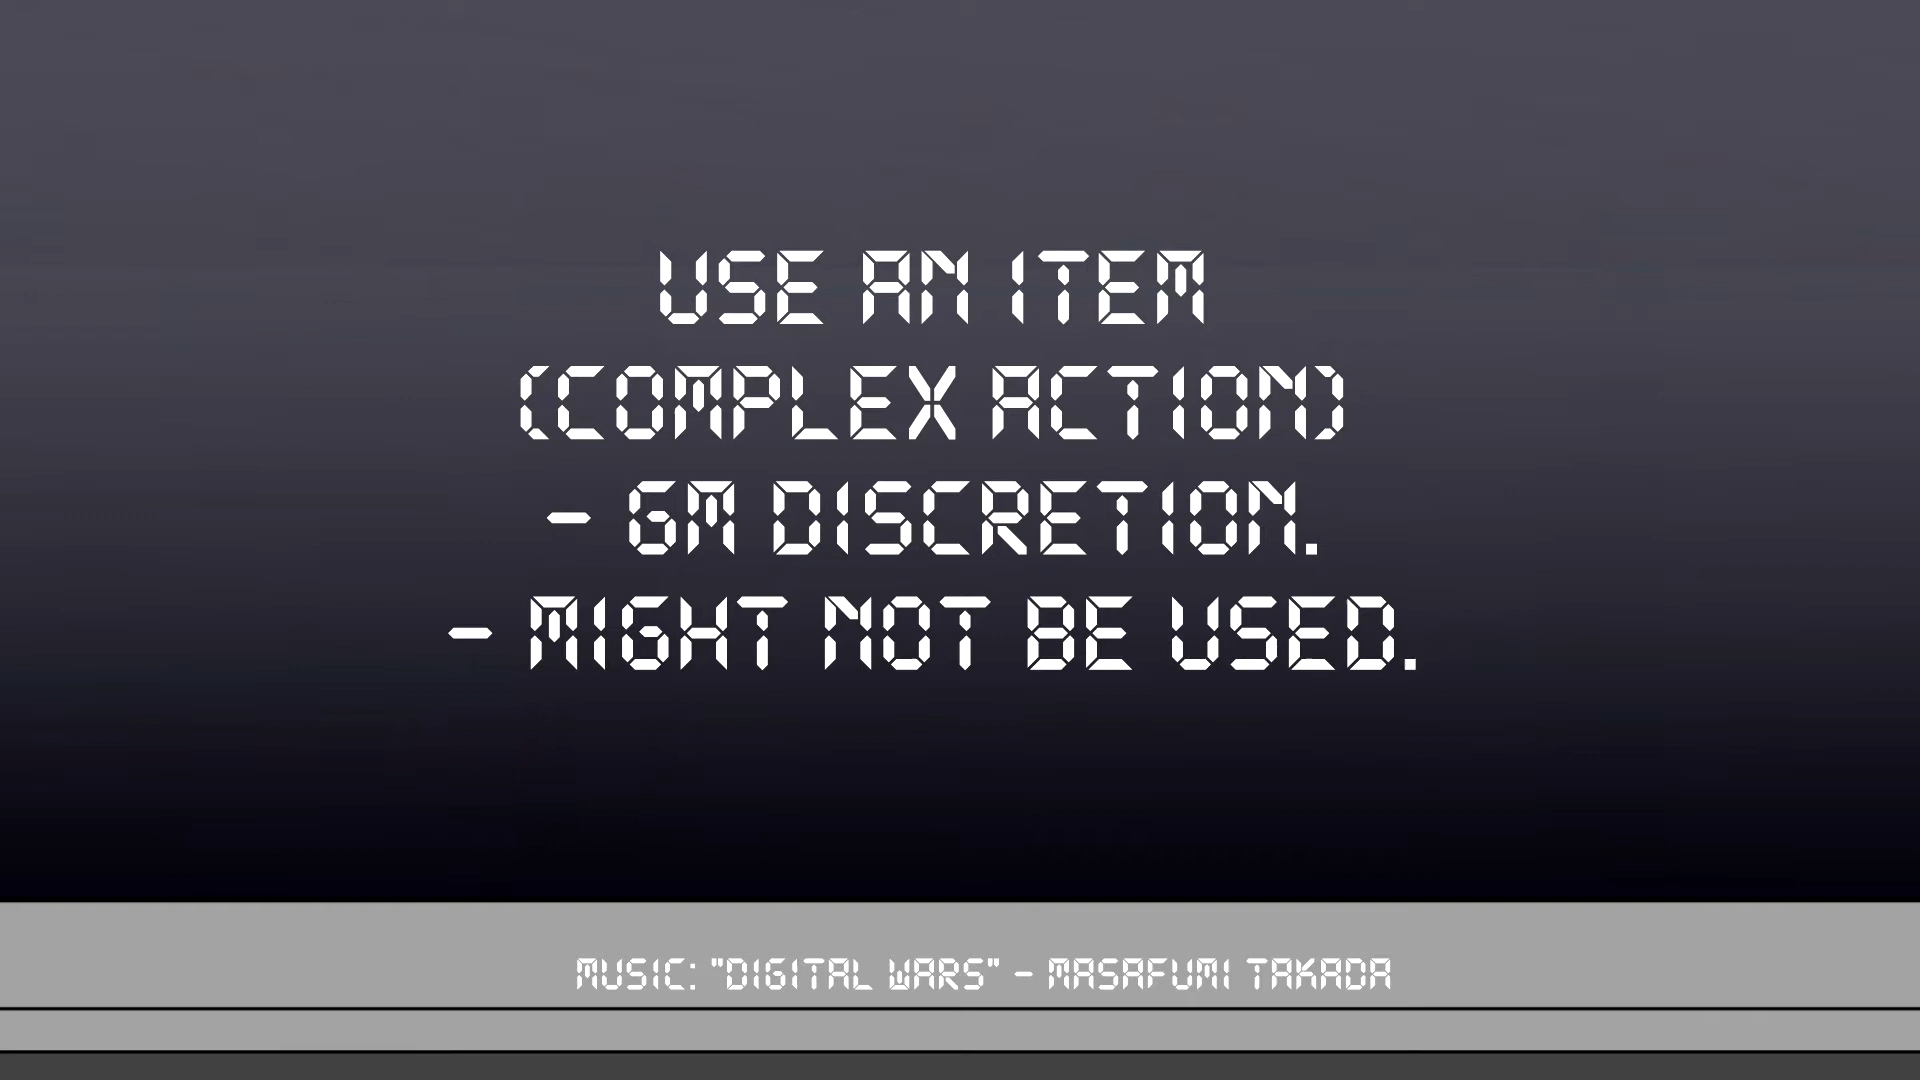 USE AN ITEM
(COMPLEX ACTION)
- GM DISCRETION.
- MIGHT NOT BE USED.
MUSIC: "DIGITAL WARS" - MASAFUMI TAKADA